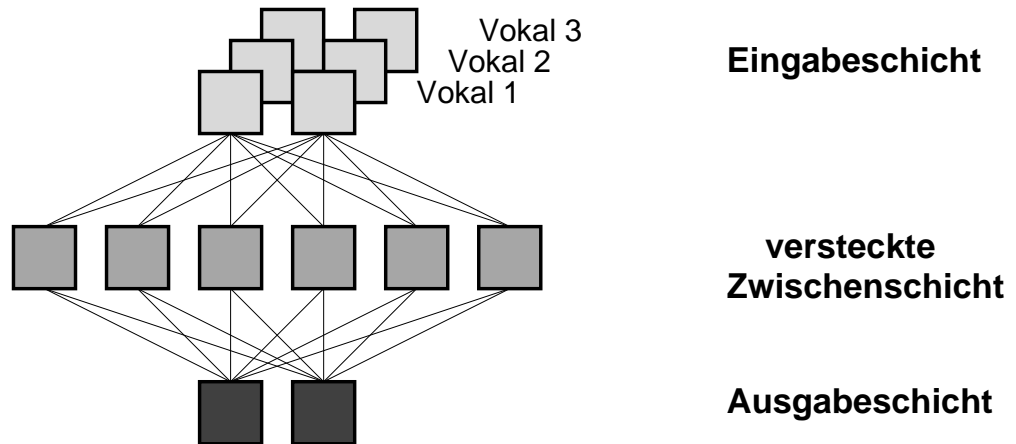 Vokal 3
Vokal 2
Vokal 1
Eingabeschicht
versteckte
Zwischenschicht
Ausgabeschicht